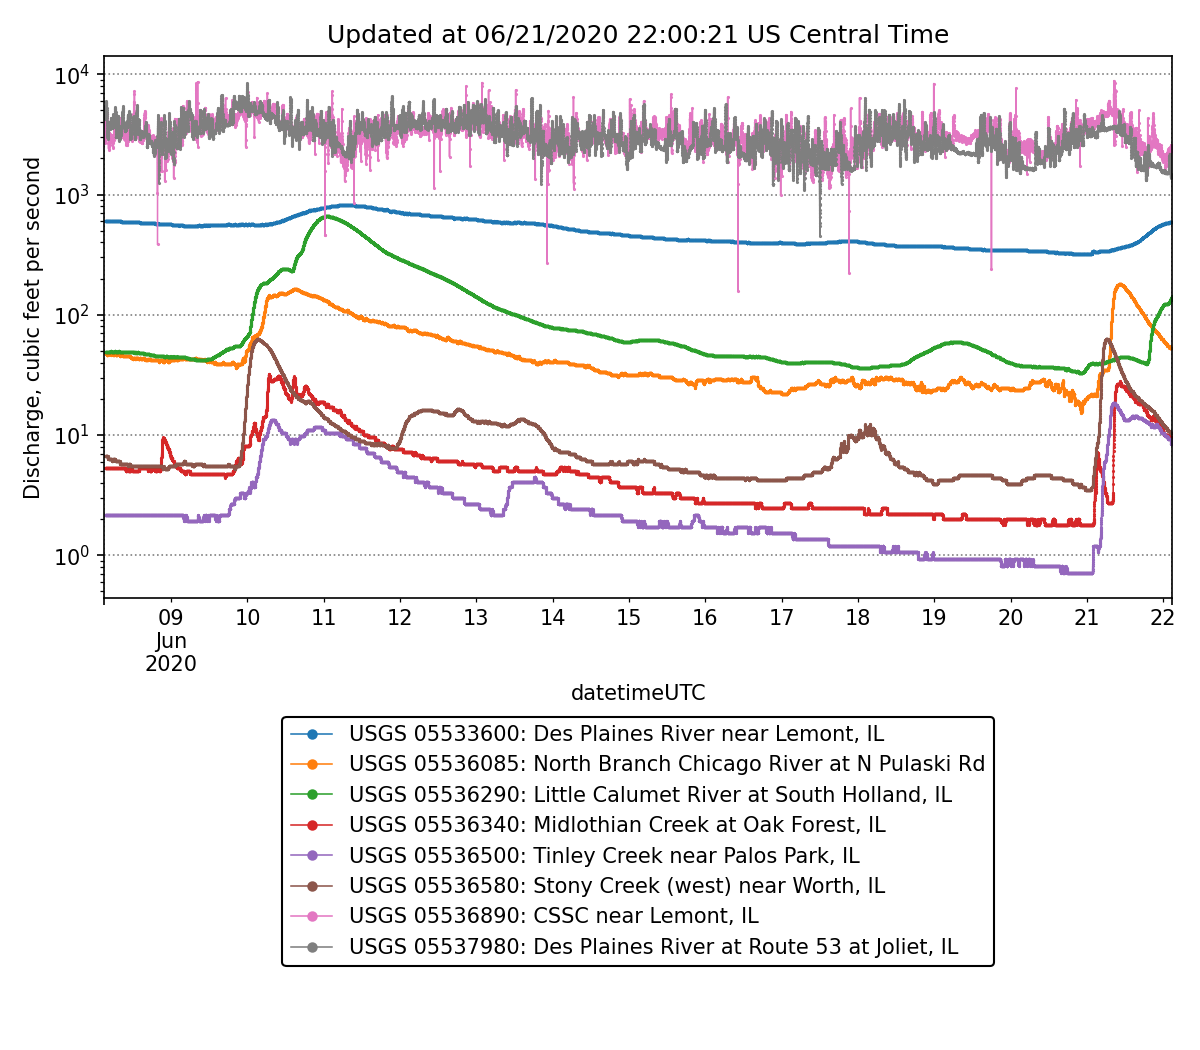 Updated at 06/21/2020 22:00:21 US Central Time
Discharge, cubic feet per second
10⁴
10³
10²
10¹
10⁰
09 10 11 12 13 14 15 16 17 18 19 20 21 22
Jun
2020
datetimeUTC
USGS 05533600: Des Plaines River near Lemont, IL
USGS 05536085: North Branch Chicago River at N Pulaski Rd
USGS 05536290: Little Calumet River at South Holland, IL
USGS 05536340: Midlothian Creek at Oak Forest, IL
USGS 05536500: Tinley Creek near Palos Park, IL
USGS 05536580: Stony Creek (west) near Worth, IL
USGS 05536890: CSSC near Lemont, IL
USGS 05537980: Des Plaines River at Route 53 at Joliet, IL